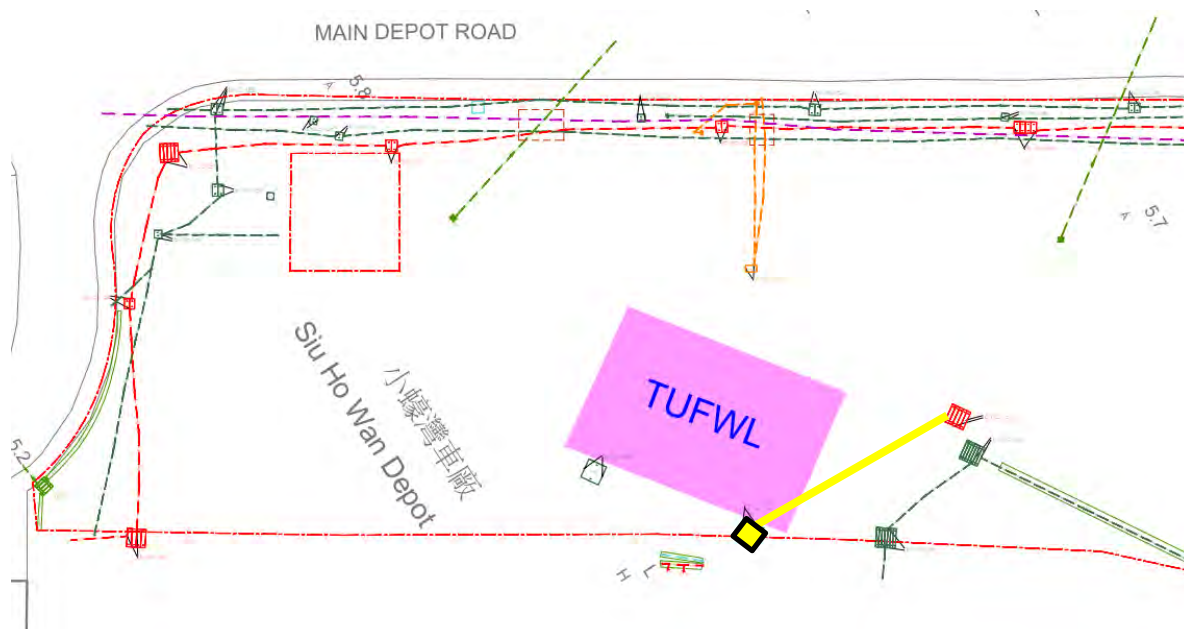 MAIN DEPOT ROAD
5.8
A
5.7
A
小蠔灣車廠
Siu Ho Wan Depot
TUFWL
5.2
H
L